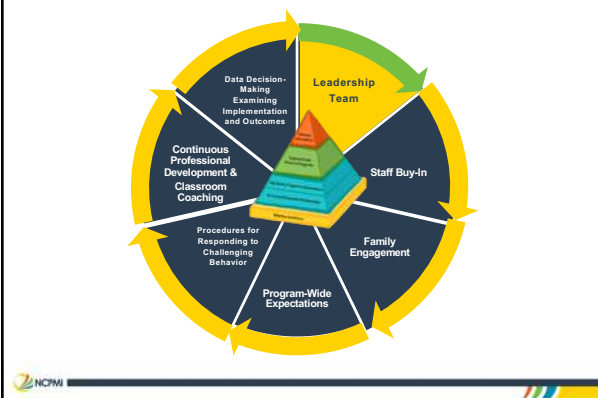 Leadership
Team
Staff Buy-In
Family
Engagement
Program-Wide
Expectations
Procedures for
Responding to
Challenging
Behavior
Continuous
Professional
Development &
Classroom
Coaching
Data Decision-
Making
Examining
Implementation
and Outcomes
NCPMI